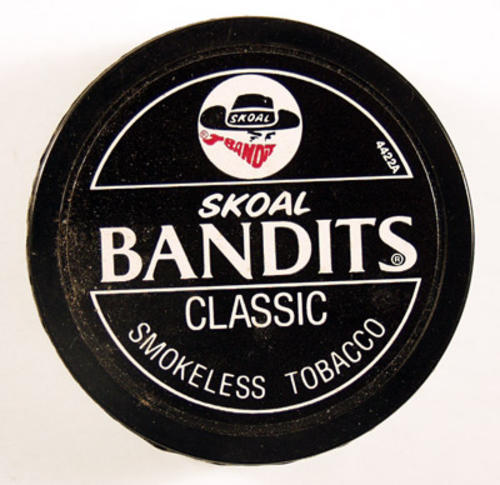 SKOAL
® BANDIT
4422A
SKOAL
BANDITS®
CLASSIC
SMOKELESS TOBACCO